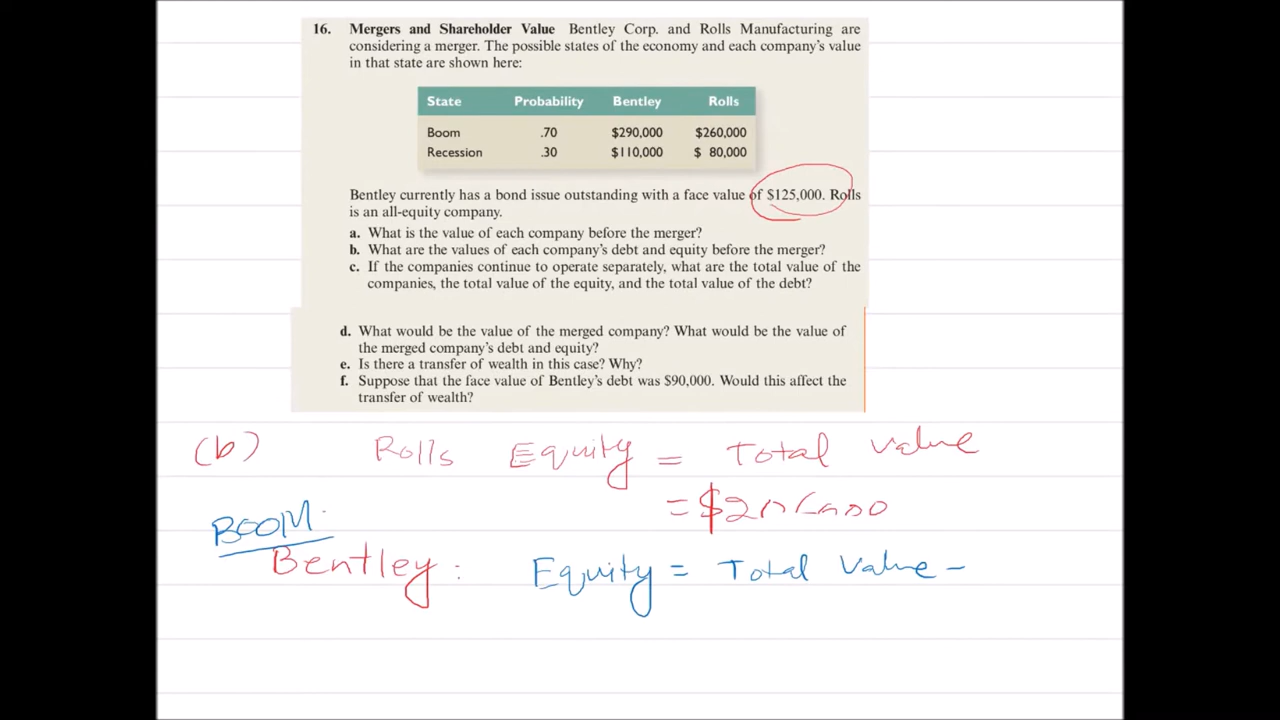 16. Mergers and Shareholder Value Bentley Corp. and Rolls Manufacturing are
considering a merger. The possible states of the economy and each company's value
in that state are shown here:
State Probability Bentley Rolls
Boom .70 $290,000 $260,000
Recession .30 $110,000 $ 80,000
Bentley currently has a bond issue outstanding with a face value of $125,000. Rolls
is an all-equity company.
a. What is the value of each company before the merger?
b. What are the values of each company's debt and equity before the merger?
c. If the companies continue to operate separately, what are the total value of the
companies, the total value of the equity, and the total value of the debt?
d. What would be the value of the merged company? What would be the value of
the merged company's debt and equity?
e. Is there a transfer of wealth in this case? Why?
f. Suppose that the face value of Bentley's debt was $90,000. Would this affect the
transfer of wealth?
(b) Rolls Equity = Total value
=
BOOM.
Bentley: Equity = Total Value -